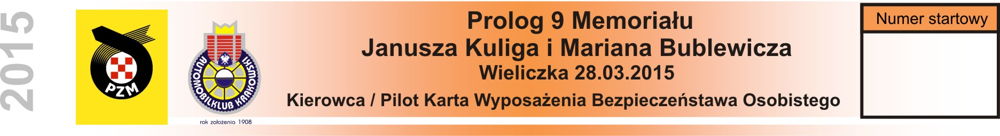 2015
PZM
AUTOMOBILKLUB KRAKOWSKI
rok założenia 1908
Prolog 9 Memoriału
Janusza Kuliga i Mariana Bublewicza
Wieliczka 28.03.2015
Kierowca / Pilot Karta Wyposażenia Bezpieczeństawa Osobistego
Numer startowy